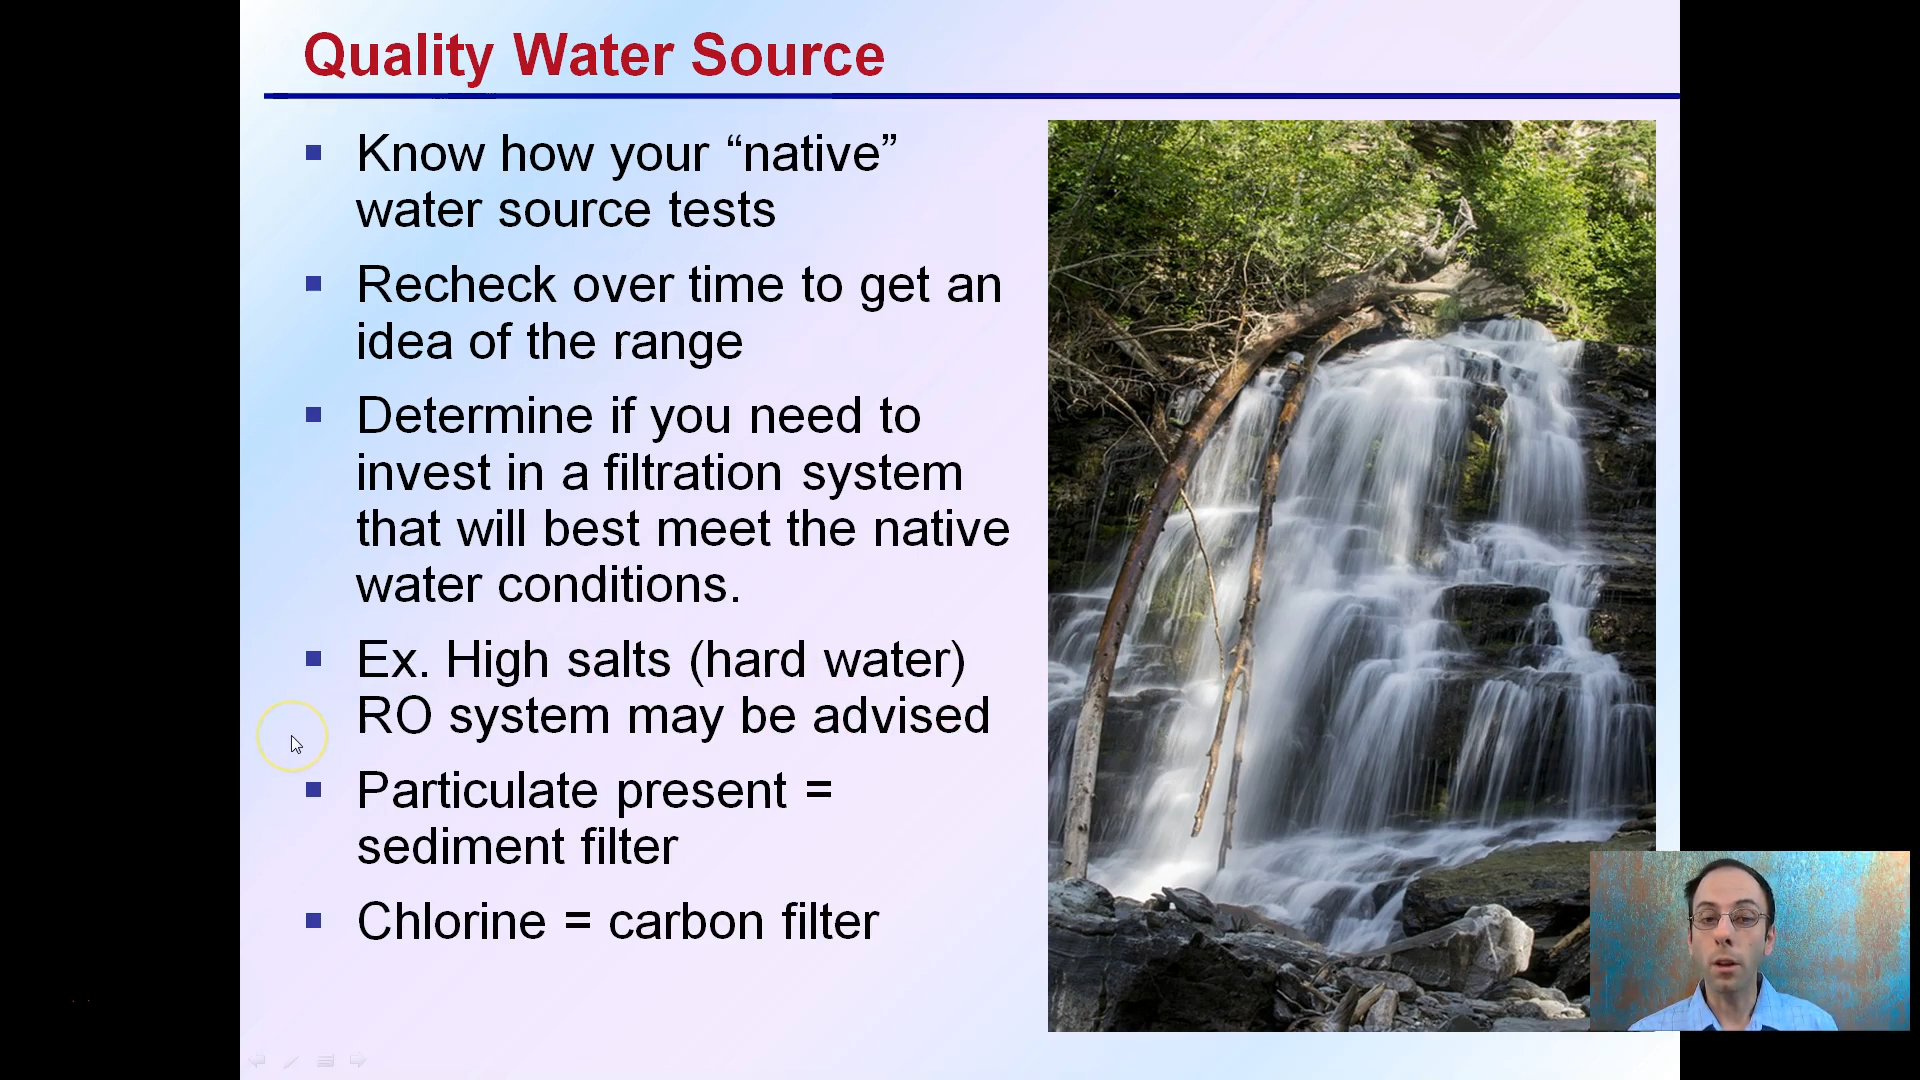 Quality Water Source
Know how your “native”
water source tests
Recheck over time to get an
idea of the range
Determine if you need to
invest in a filtration system
that will best meet the native
water conditions.
Ex. High salts (hard water)
RO system may be advised
Particulate present =
sediment filter
Chlorine = carbon filter